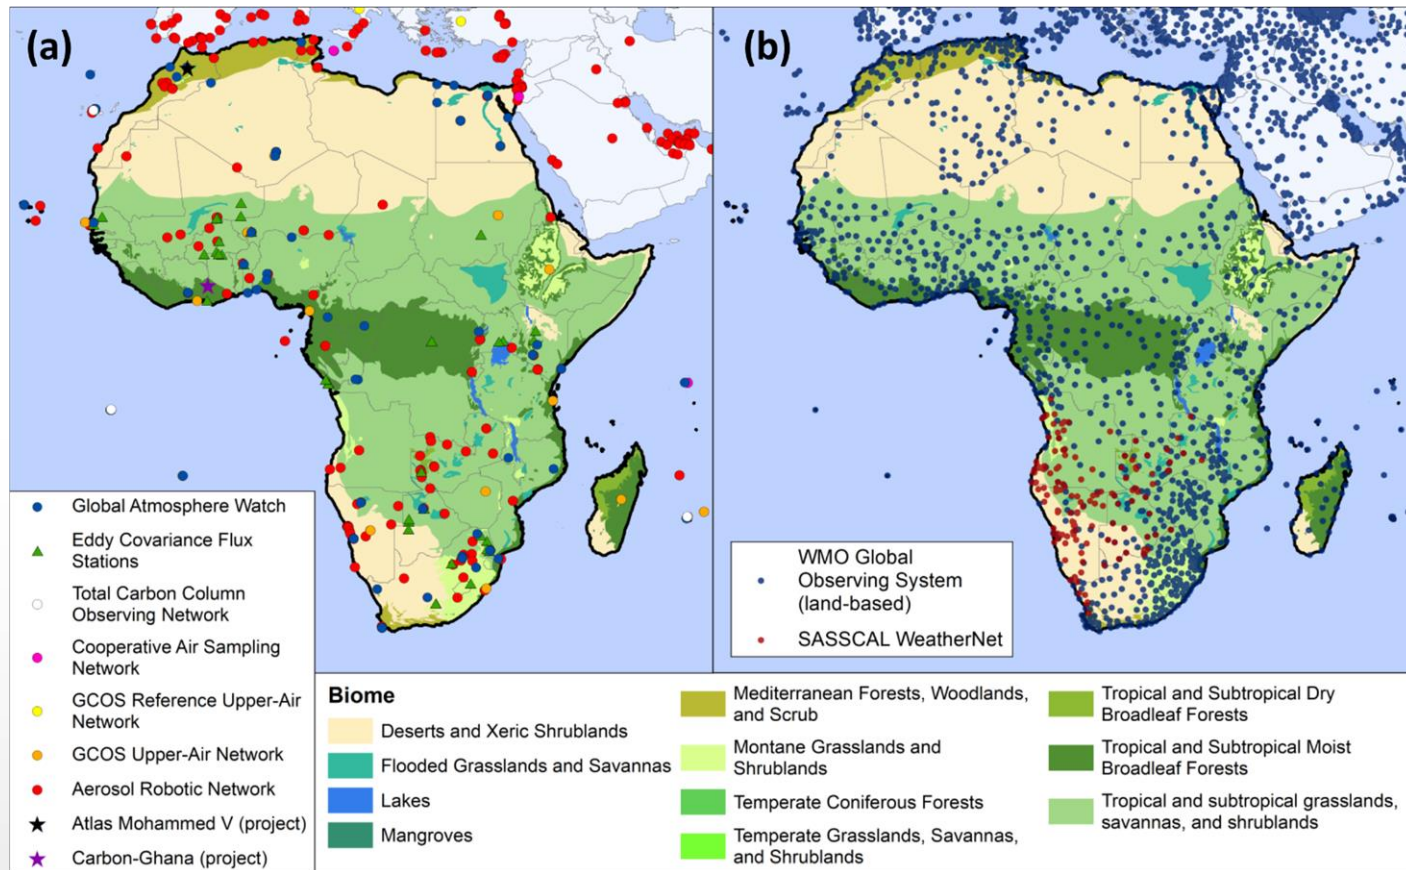 (a)
(b)
Global Atmosphere Watch
Eddy Covariance Flux
Stations
Total Carbon Column
Observing Network
Cooperative Air Sampling
Network
GCOS Reference Upper-Air
Network
GCOS Upper-Air Network
Aerosol Robotic Network
Atlas Mohammed V (project)
Carbon-Ghana (project)
WMO Global
Observing System
(land-based)
SASSCAL WeatherNet
Biome
Deserts and Xeric Shrublands
Flooded Grasslands and Savannas
Lakes
Mangroves
Mediterranean Forests, Woodlands,
and Scrub
Montane Grasslands and
Shrublands
Temperate Coniferous Forests
Temperate Grasslands, Savannas,
and Shrublands
Tropical and Subtropical Dry
Broadleaf Forests
Tropical and Subtropical Moist
Broadleaf Forests
Tropical and subtropical grasslands,
savannas, and shrublands